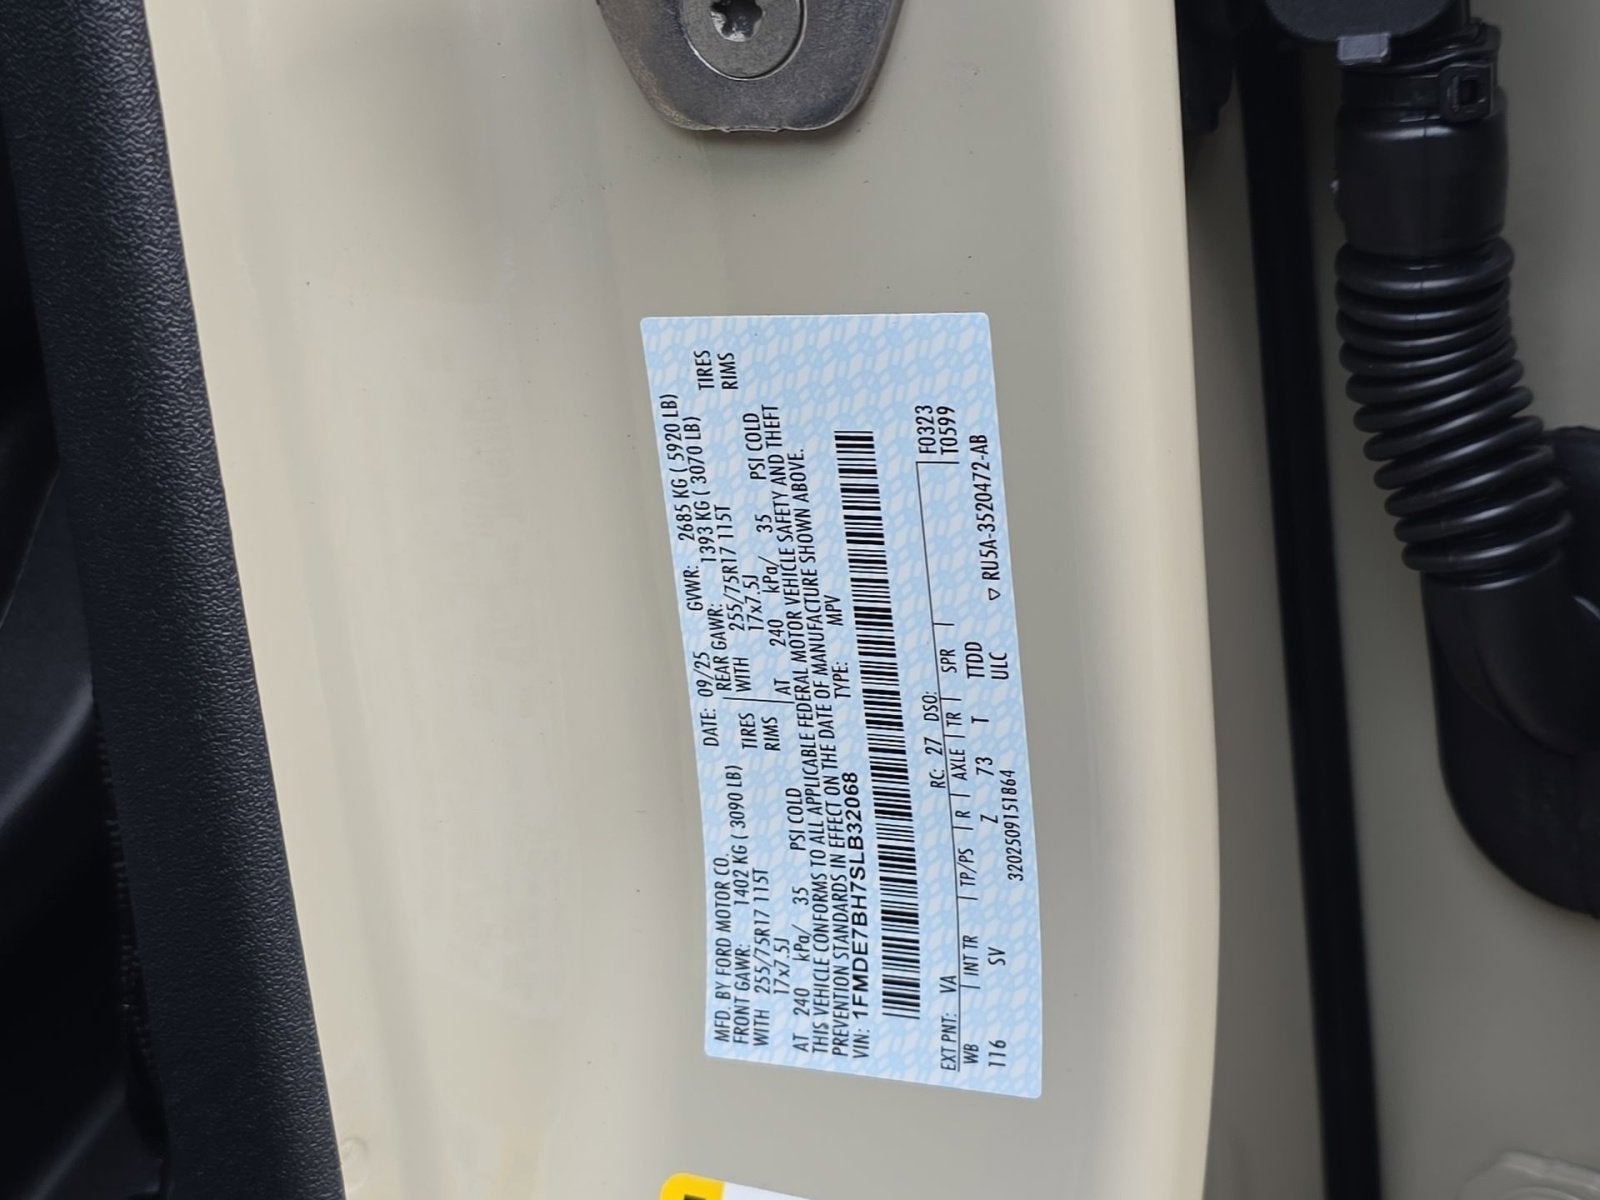 MFD. BY FORD MOTOR CO.
DATE: 09/25 GVWR: 2685 KG ( 5920 LB)
FRONT GAWR: 1402 KG ( 3090 LB) REAR GAWR: 1393 KG ( 3070 LB)
WITH 255/75R17 115T TIRES WITH 255/75R17 115T TIRES
17x7.5J RIMS 17x7.5J RIMS
AT 240 kPa/ 35 PSI COLD AT 240 kPa/ 35 PSI COLD
THIS VEHICLE CONFORMS TO ALL APPLICABLE FEDERAL MOTOR VEHICLE SAFETY AND THEFT
PREVENTION STANDARDS IN EFFECT ON THE DATE OF MANUFACTURE SHOWN ABOVE.
VIN: 1FMDE7BH7SLB32068 TYPE: MPV
EXT PNT: VA RC: 27 DSO: F0323
WB INT TR TP/PS R AXLE TR SPR T0599
116 SV Z 73 T TTDD
3202509151864 ULC ▽ RU5A-3520472-AB